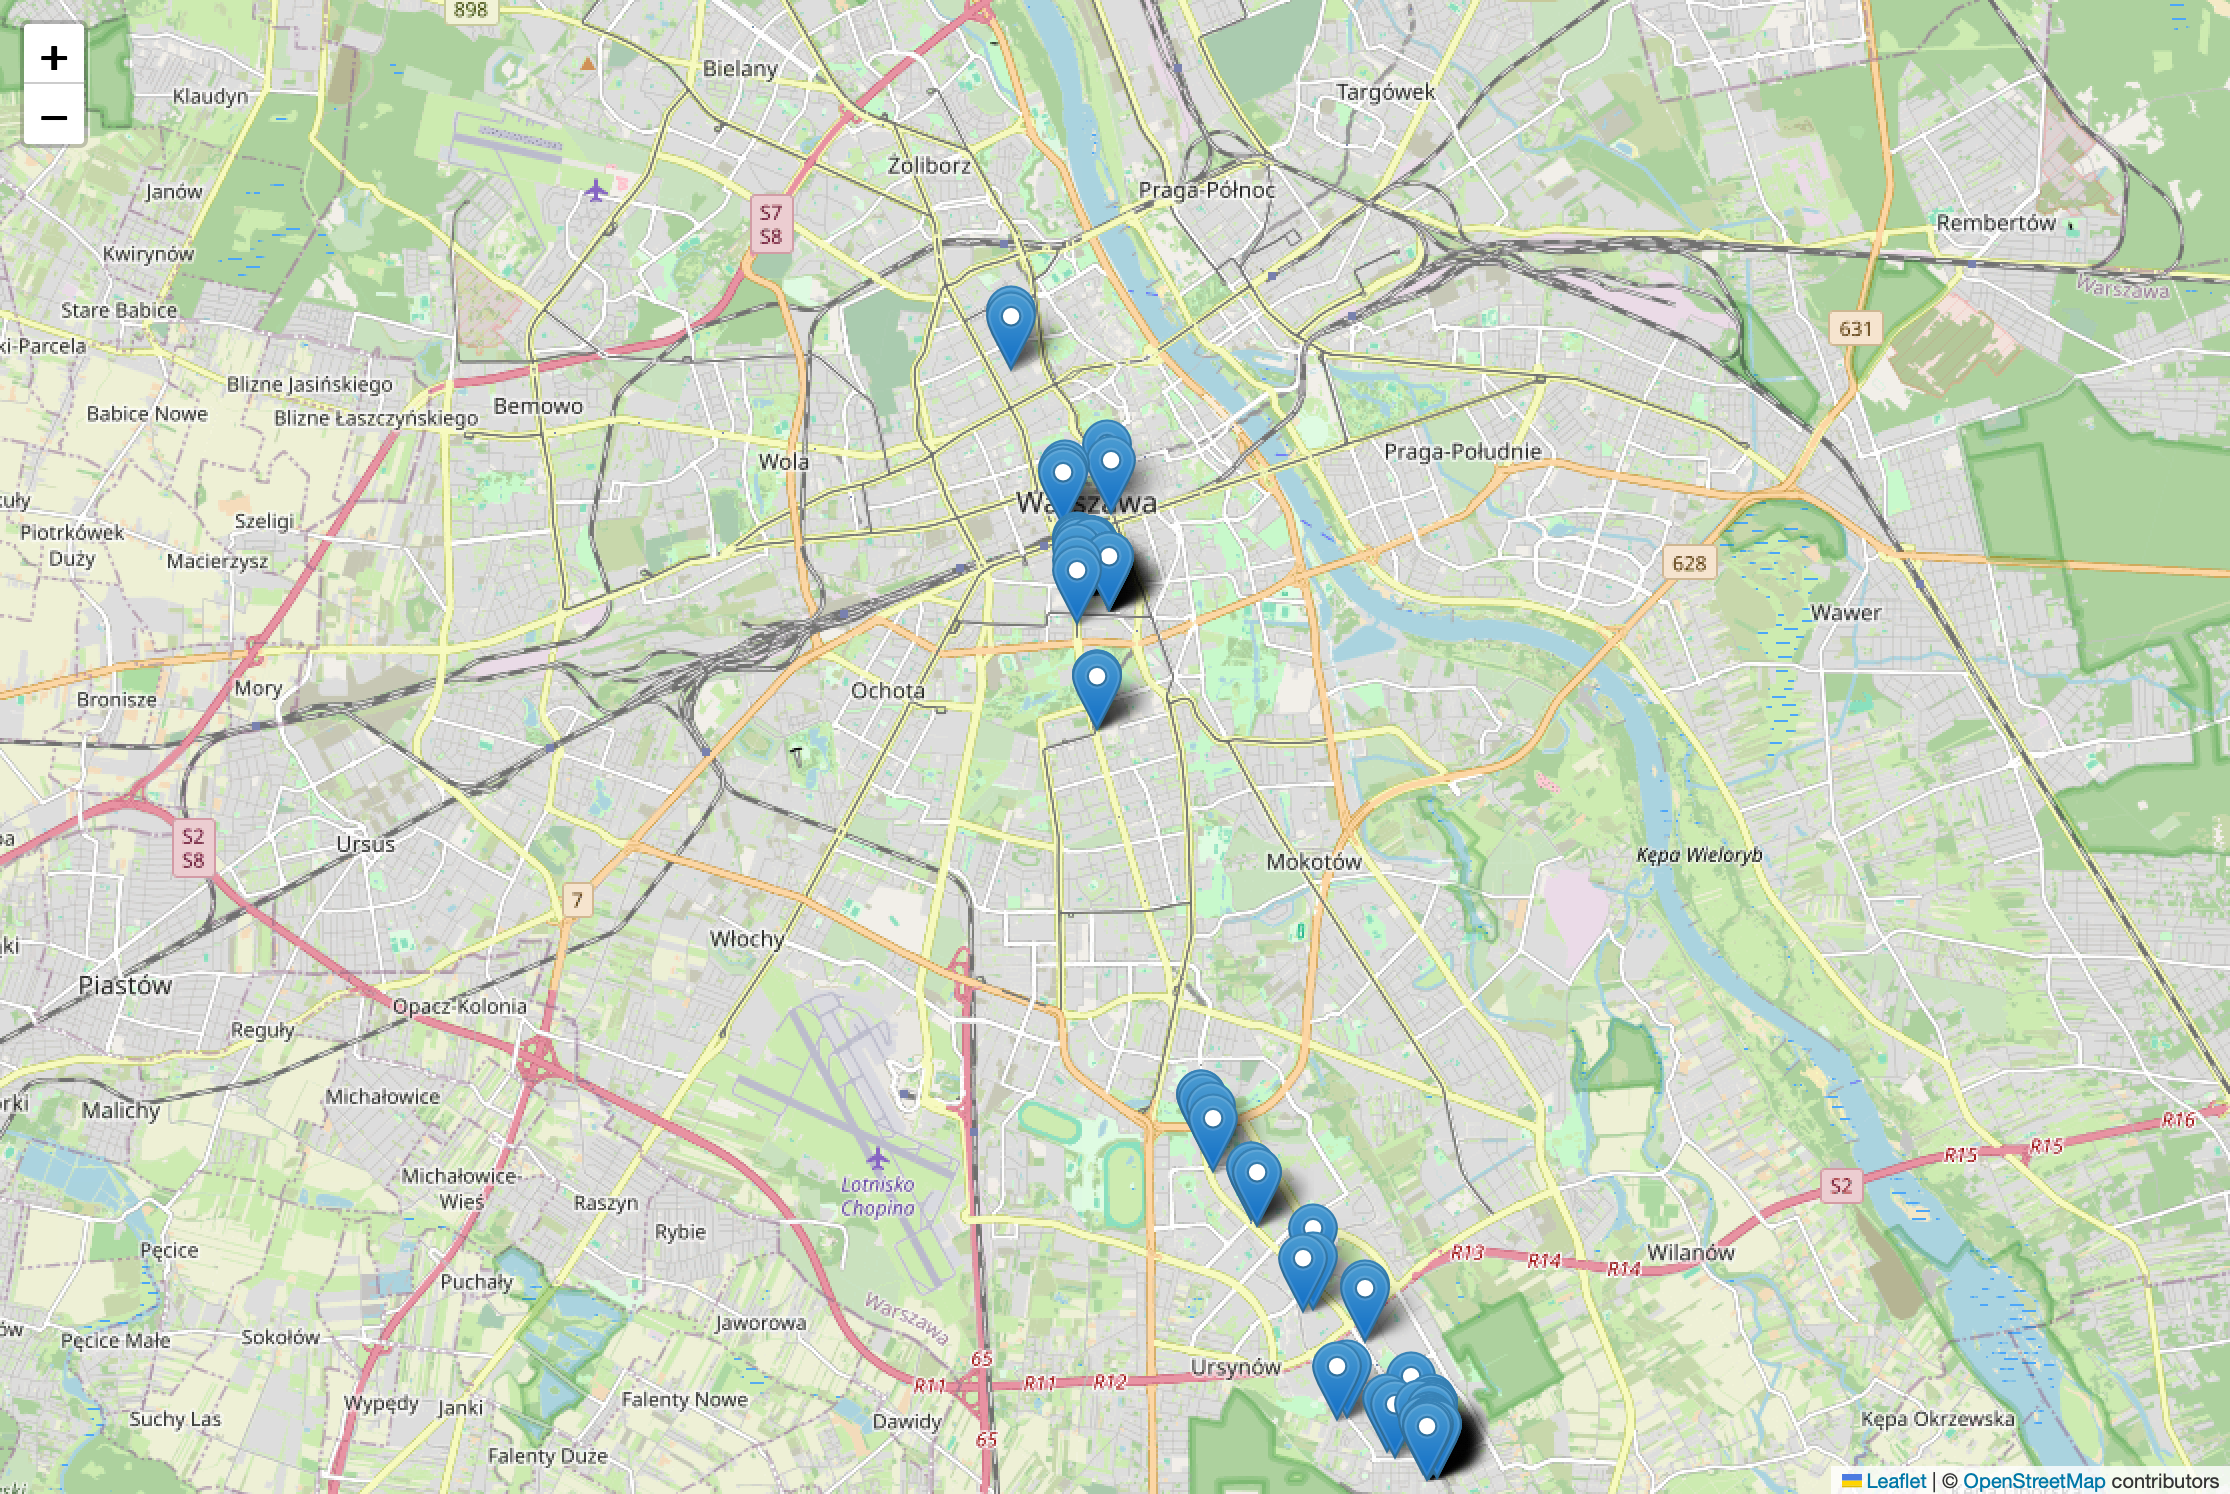 898
+
−
Bielany
Targówek
Klaudyn
Żoliborz
Praga-Północ
Janów
S7
S8
Rembertów
Kwirynów
Warszawa
Stare Babice
631
ki-Parcela
Blizne Jasińskiego
Babice Nowe
Blizne Łaszczyńskiego
Bemowo
Wola
Praga-Południe
Warszawa
Szeligi
Piotrkówek
Duży
Macierzysz
628
Wawer
Mory
Bronisze
Ochota
S2
S8
Ursus
Mokotów
Kępa Wieloryb
7
Włochy
ki
Piastów
Opacz-Kolonia
Reguły
Michałowice
Malichy
rki
R16
R15
R15
S2
Michałowice-
Wieś
Lotnisko
Chopina
Raszyn
Rybie
Pęcice
Puchały
R13
R14
R14
Wilanów
Warszawa
Jaworowa
Pęcice Małe
Sokołów
65
Ursynów
R11
R11
R12
Wypędy
Janki
Falenty Nowe
Dawidy
Suchy Las
65
Kępa Okrzewska
Falenty Duże
Leaflet | © OpenStreetMap contributors